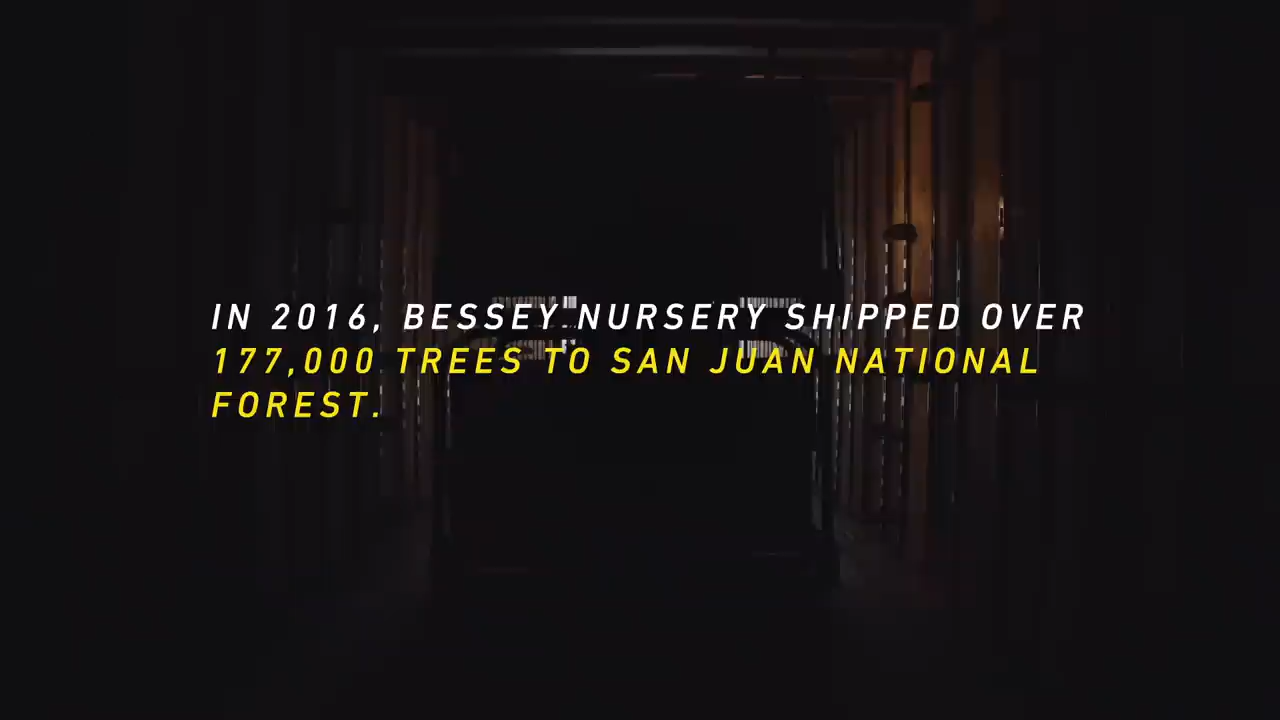 IN 2016, BESSEY NURSERY SHIPPED OVER
177,000 TREES TO SAN JUAN NATIONAL
FOREST.